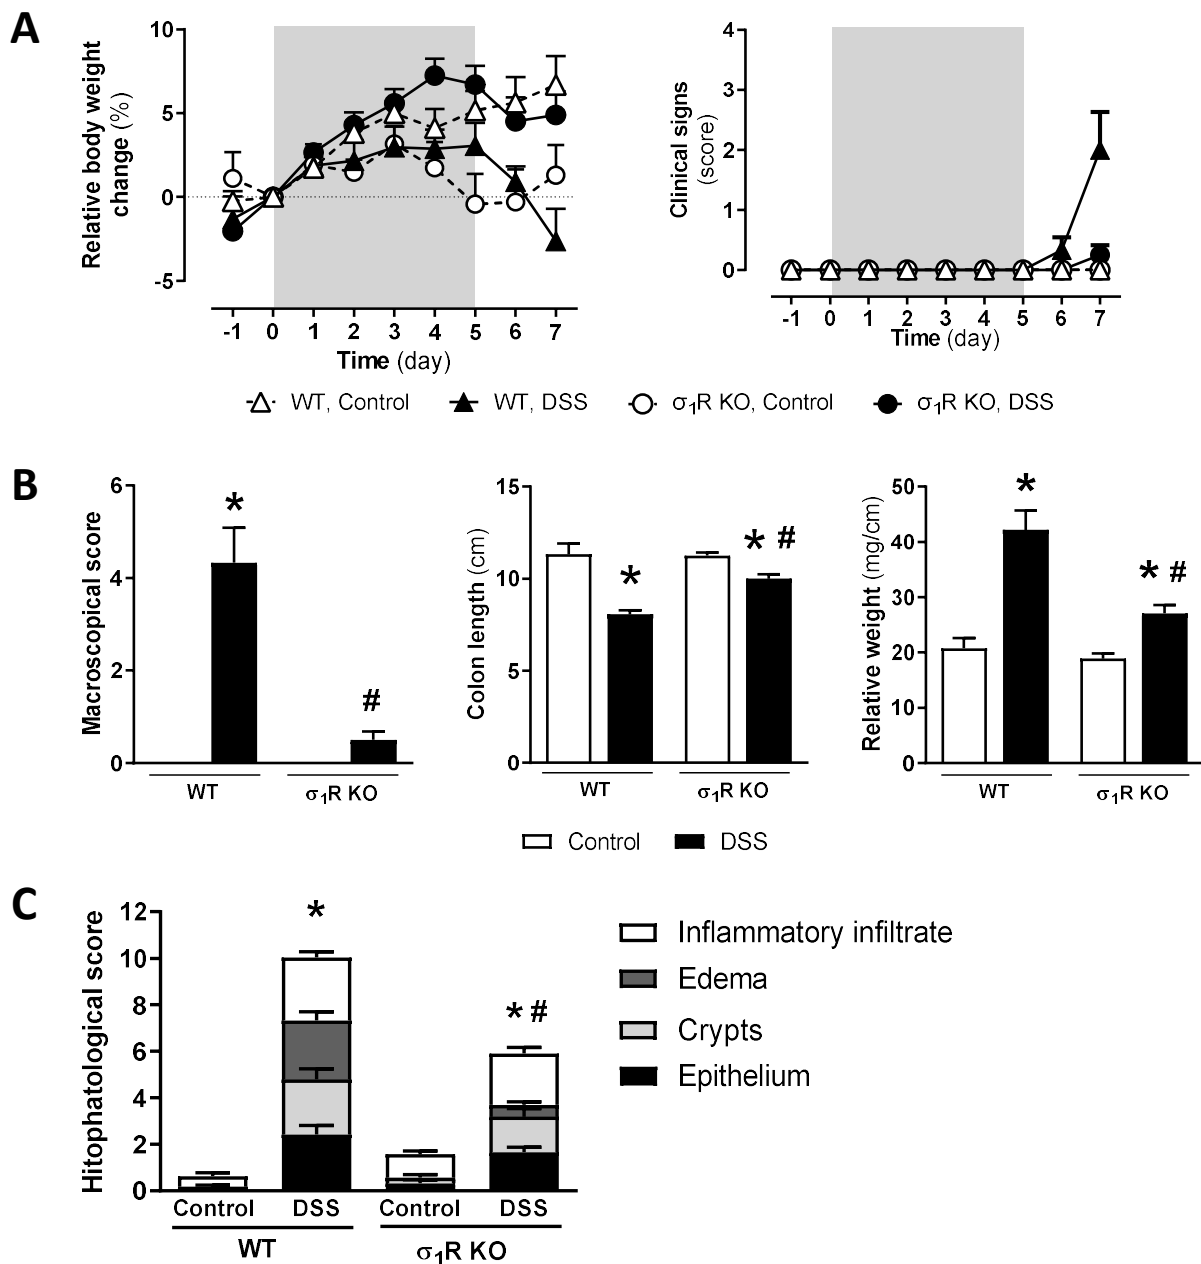 A
Relative body weight
change (%)
10
5
0
-5
-1 0 1 2 3 4 5 6 7
Time (day)
Clinical signs
(score)
4
3
2
1
0
-1 0 1 2 3 4 5 6 7
Time (day)
WT, Control WT, DSS σ1R KO, Control σ1R KO, DSS
B
Macroscopical score
6
4
2
0
*
#
WT σ1R KO
Colon length (cm)
15
10
5
0
*
* #
WT σ1R KO
Relative weight (mg/cm)
50
40
30
20
10
0
*
* #
WT σ1R KO
Control DSS
C
Hitophatological score
12
10
8
6
4
2
0
*
* #
Control DSS Control DSS
WT σ1R KO
Inflammatory infiltrate
Edema
Crypts
Epithelium